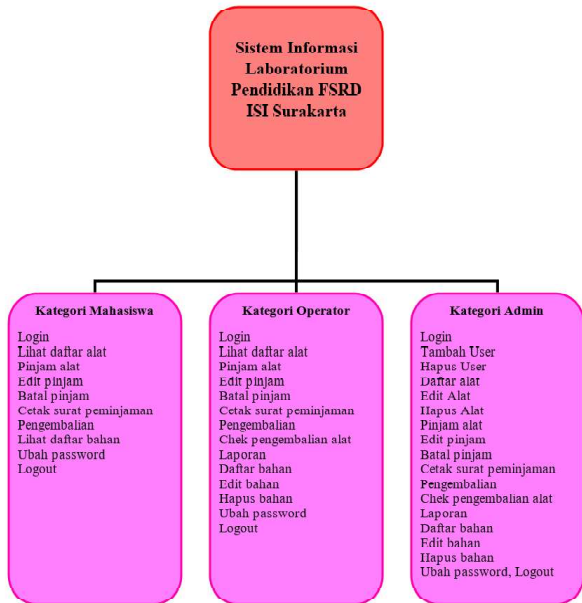 Sistem Informasi
Laboratorium
Pendidikan FSRD
ISI Surakarta
Kategori Mahasiswa
Login
Lihat daftar alat
Pinjam alat
Edit pinjam
Batal pinjam
Cetak surat peminjaman
Pengembalian
Lihat daftar bahan
Ubah password
Logout
Kategori Operator
Login
Lihat daftar alat
Pinjam alat
Edit pinjam
Batal pinjam
Cetak surat peminjaman
Pengembalian
Chek pengembalian alat
Laporan
Daftar bahan
Edit bahan
Hapus bahan
Ubah password
Logout
Kategori Admin
Login
Tambah User
Hapus User
Daftar alat
Edit Alat
Hapus Alat
Pinjam alat
Edit pinjam
Batal pinjam
Cetak surat peminjaman
Pengembalian
Chek pengembalian alat
Laporan
Daftar bahan
Edit bahan
Hapus bahan
Ubah password, Logout